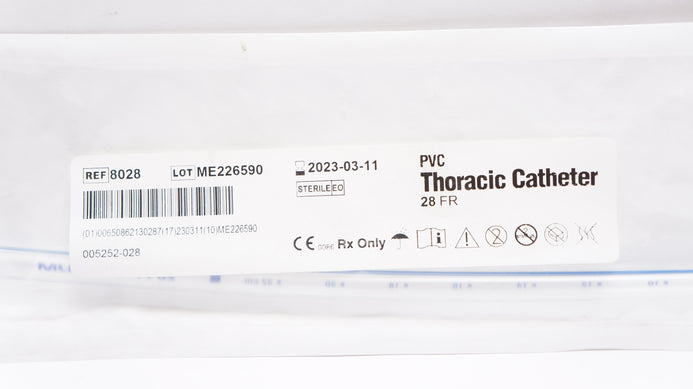 REF 8028 LOT ME226590
2023-03-11
STERILE EO
PVC
Thoracic Catheter
28 FR
(01)00650862130287(17)230311(10)ME226590
005252-028
CE Rx Only